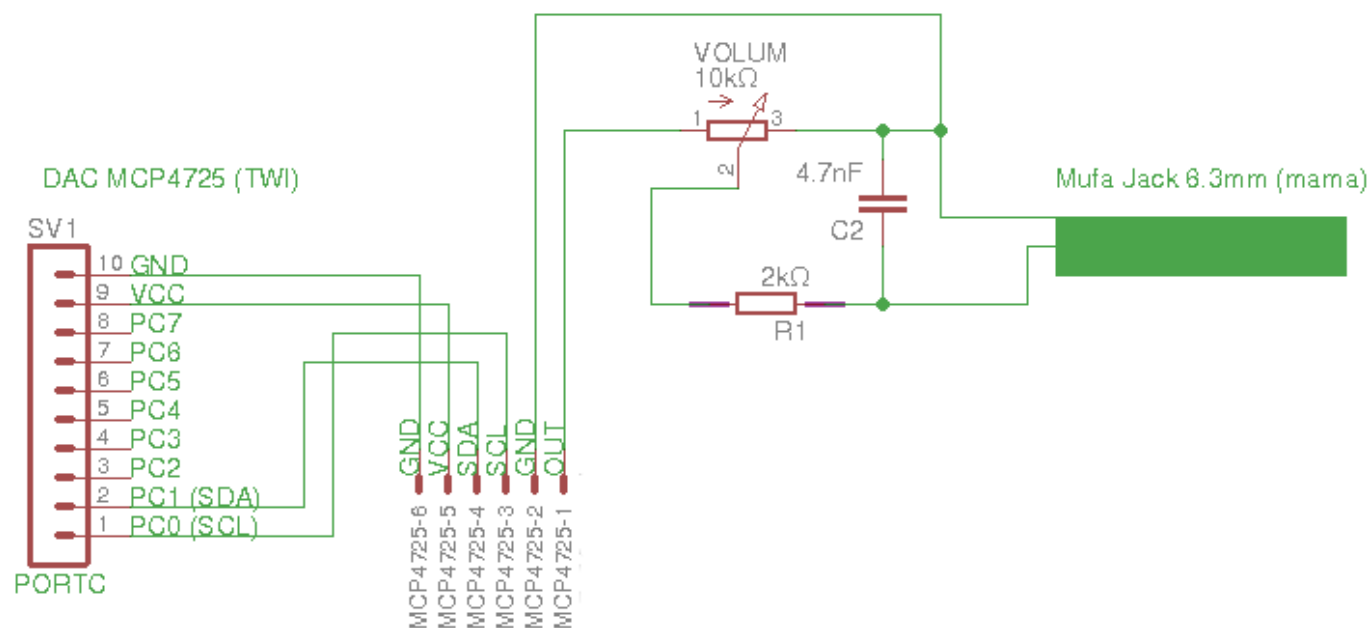 VOLUM
10kΩ
1
3
2
4.7nF
C2
2kΩ
R1
Mufa Jack 6.3mm (mama)
DAC MCP4725 (TWI)
SV1
10 GND
9 VCC
8 PC7
7 PC6
6 PC5
5 PC4
4 PC3
3 PC2
2 PC1 (SDA)
1 PC0 (SCL)
PORTC
GND
VCC
SDA
SCL
GND
OUT
MCP4725-6
MCP4725-5
MCP4725-4
MCP4725-3
MCP4725-2
MCP4725-1